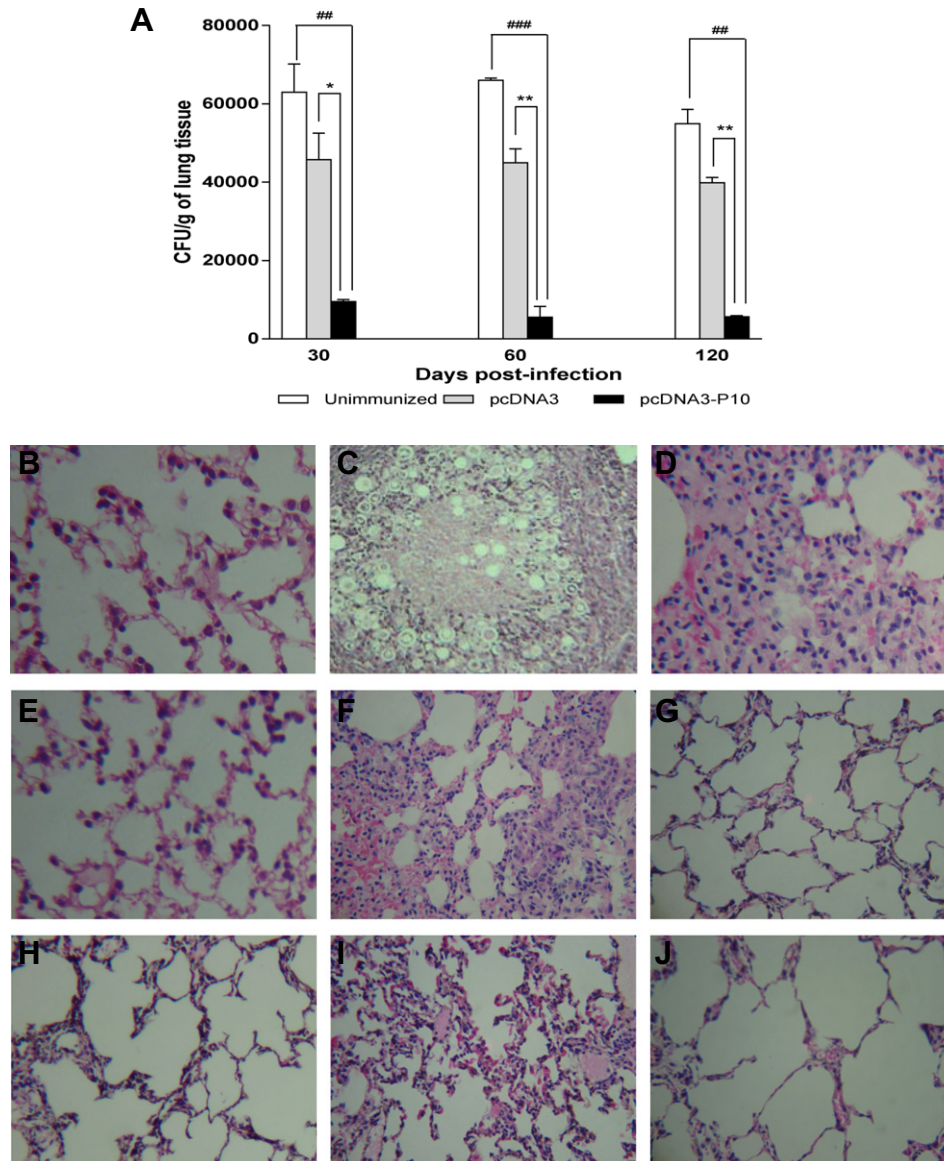 A
80000
60000
40000
20000
0
CFU/g of lung tissue
##
*
###
**
##
**
30
60
120
Days post-infection
Unimmunized pcDNA3 pcDNA3-P10
B
C
D
E
F
G
H
I
J